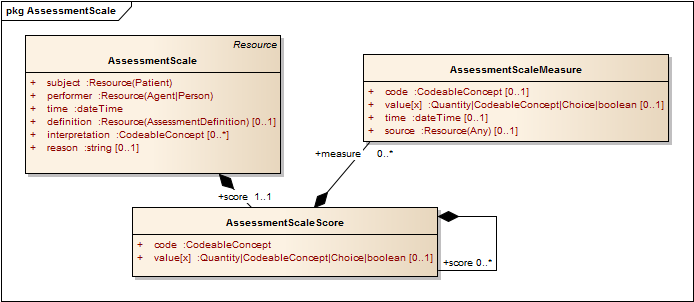 pkg AssessmentScale
Resource
AssessmentScale
+ subject :Resource(Patient)
+ performer :Resource(Agent|Person)
+ time :dateTime
+ definition :Resource(AssessmentDefinition) [0..1]
+ interpretation :CodeableConcept [0..*]
+ reason :string [0..1]
AssessmentScaleMeasure
+ code :CodeableConcept [0..1]
+ value[x] :Quantity|CodeableConcept|Choice|boolean [0..1]
+ time :dateTime [0..1]
+ source :Resource(Any) [0..1]
+measure 0..*
+score 1..1
AssessmentScaleScore
+ code :CodeableConcept
+ value[x] :Quantity|CodeableConcept|Choice|boolean [0..1]
+score 0..*